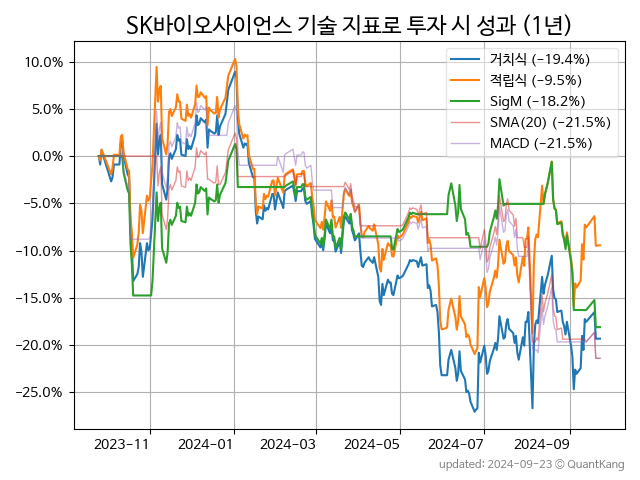 SK바이오사이언스 기술 지표로 투자 시 성과 (1년)
거치식 (−19.4%)
적립식 (−9.5%)
SigM (−18.2%)
SMA(20) (−21.5%)
MACD (−21.5%)
10.0%
5.0%
0.0%
−5.0%
−10.0%
−15.0%
−20.0%
−25.0%
2023-11 2024-01 2024-03 2024-05 2024-07 2024-09
updated: 2024-09-23 © QuantKang